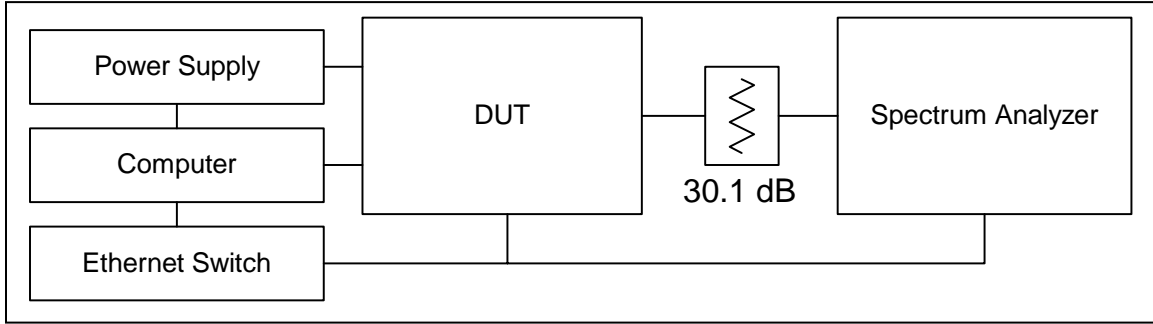 Power Supply
Computer
Ethernet Switch
DUT
30.1 dB
Spectrum Analyzer